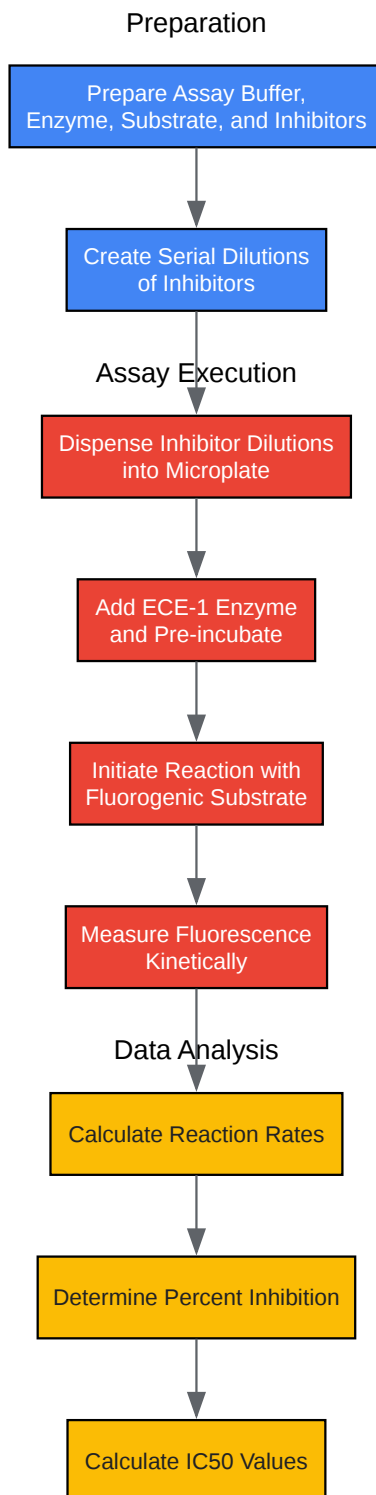 Preparation
Prepare Assay Buffer,
Enzyme, Substrate, and Inhibitors
Create Serial Dilutions
of Inhibitors
Assay Execution
Dispense Inhibitor Dilutions
into Microplate
Add ECE-1 Enzyme
and Pre-incubate
Initiate Reaction with
Fluorogenic Substrate
Measure Fluorescence
Kinetically
Data Analysis
Calculate Reaction Rates
Determine Percent Inhibition
Calculate IC50 Values